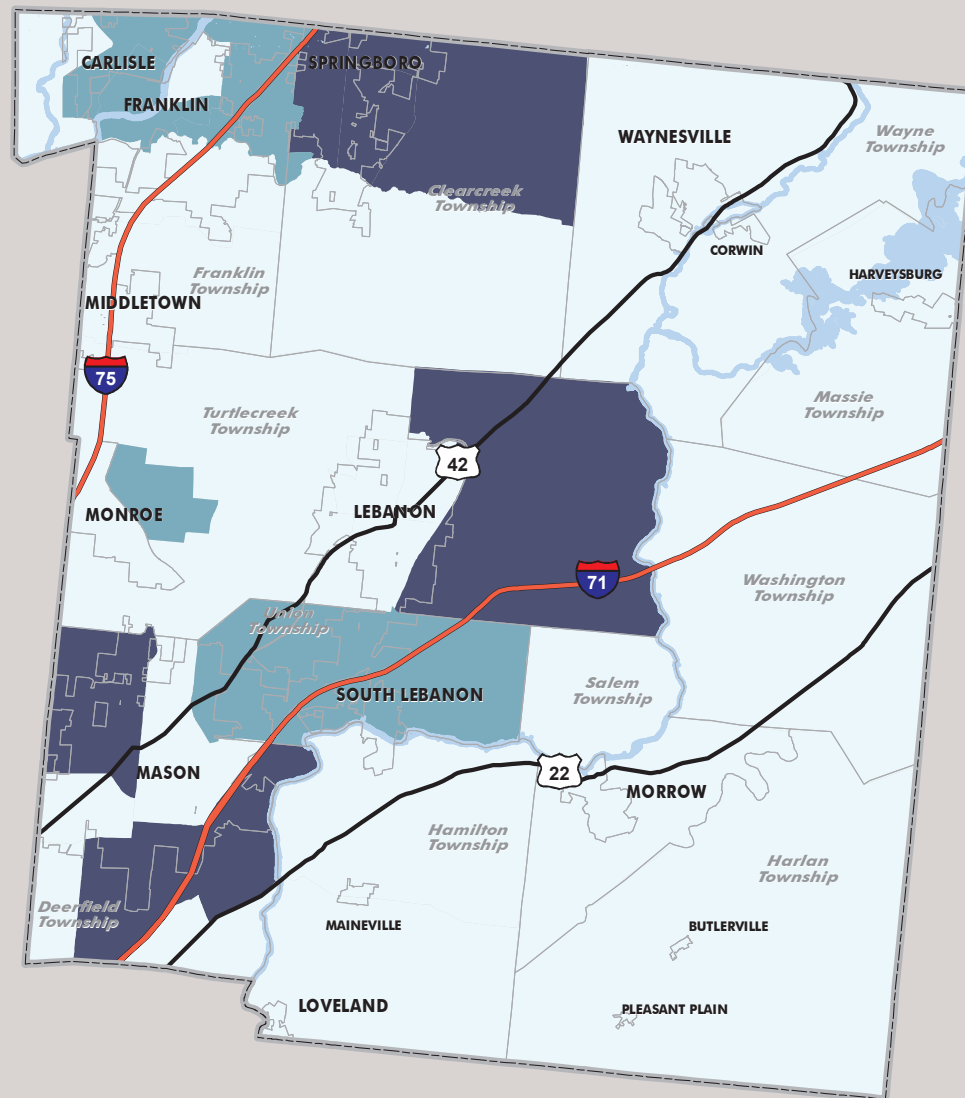 CARLISLE
SPRINGBORO
FRANKLIN
WAYNESVILLE
Wayne
Township
Clearcreek
Township
CORWIN
HARVEYSBURG
Franklin
Township
MIDDLETOWN
75
Turtlecreek
Township
Massie
Township
42
LEBANON
MONROE
71
Washington
Township
Union
Township
SOUTH LEBANON
Salem
Township
MASON
22
MORROW
Hamilton
Township
Harlan
Township
Deerfield
Township
MAINEVILLE
BUTLERVILLE
LOVELAND
PLEASANT PLAIN